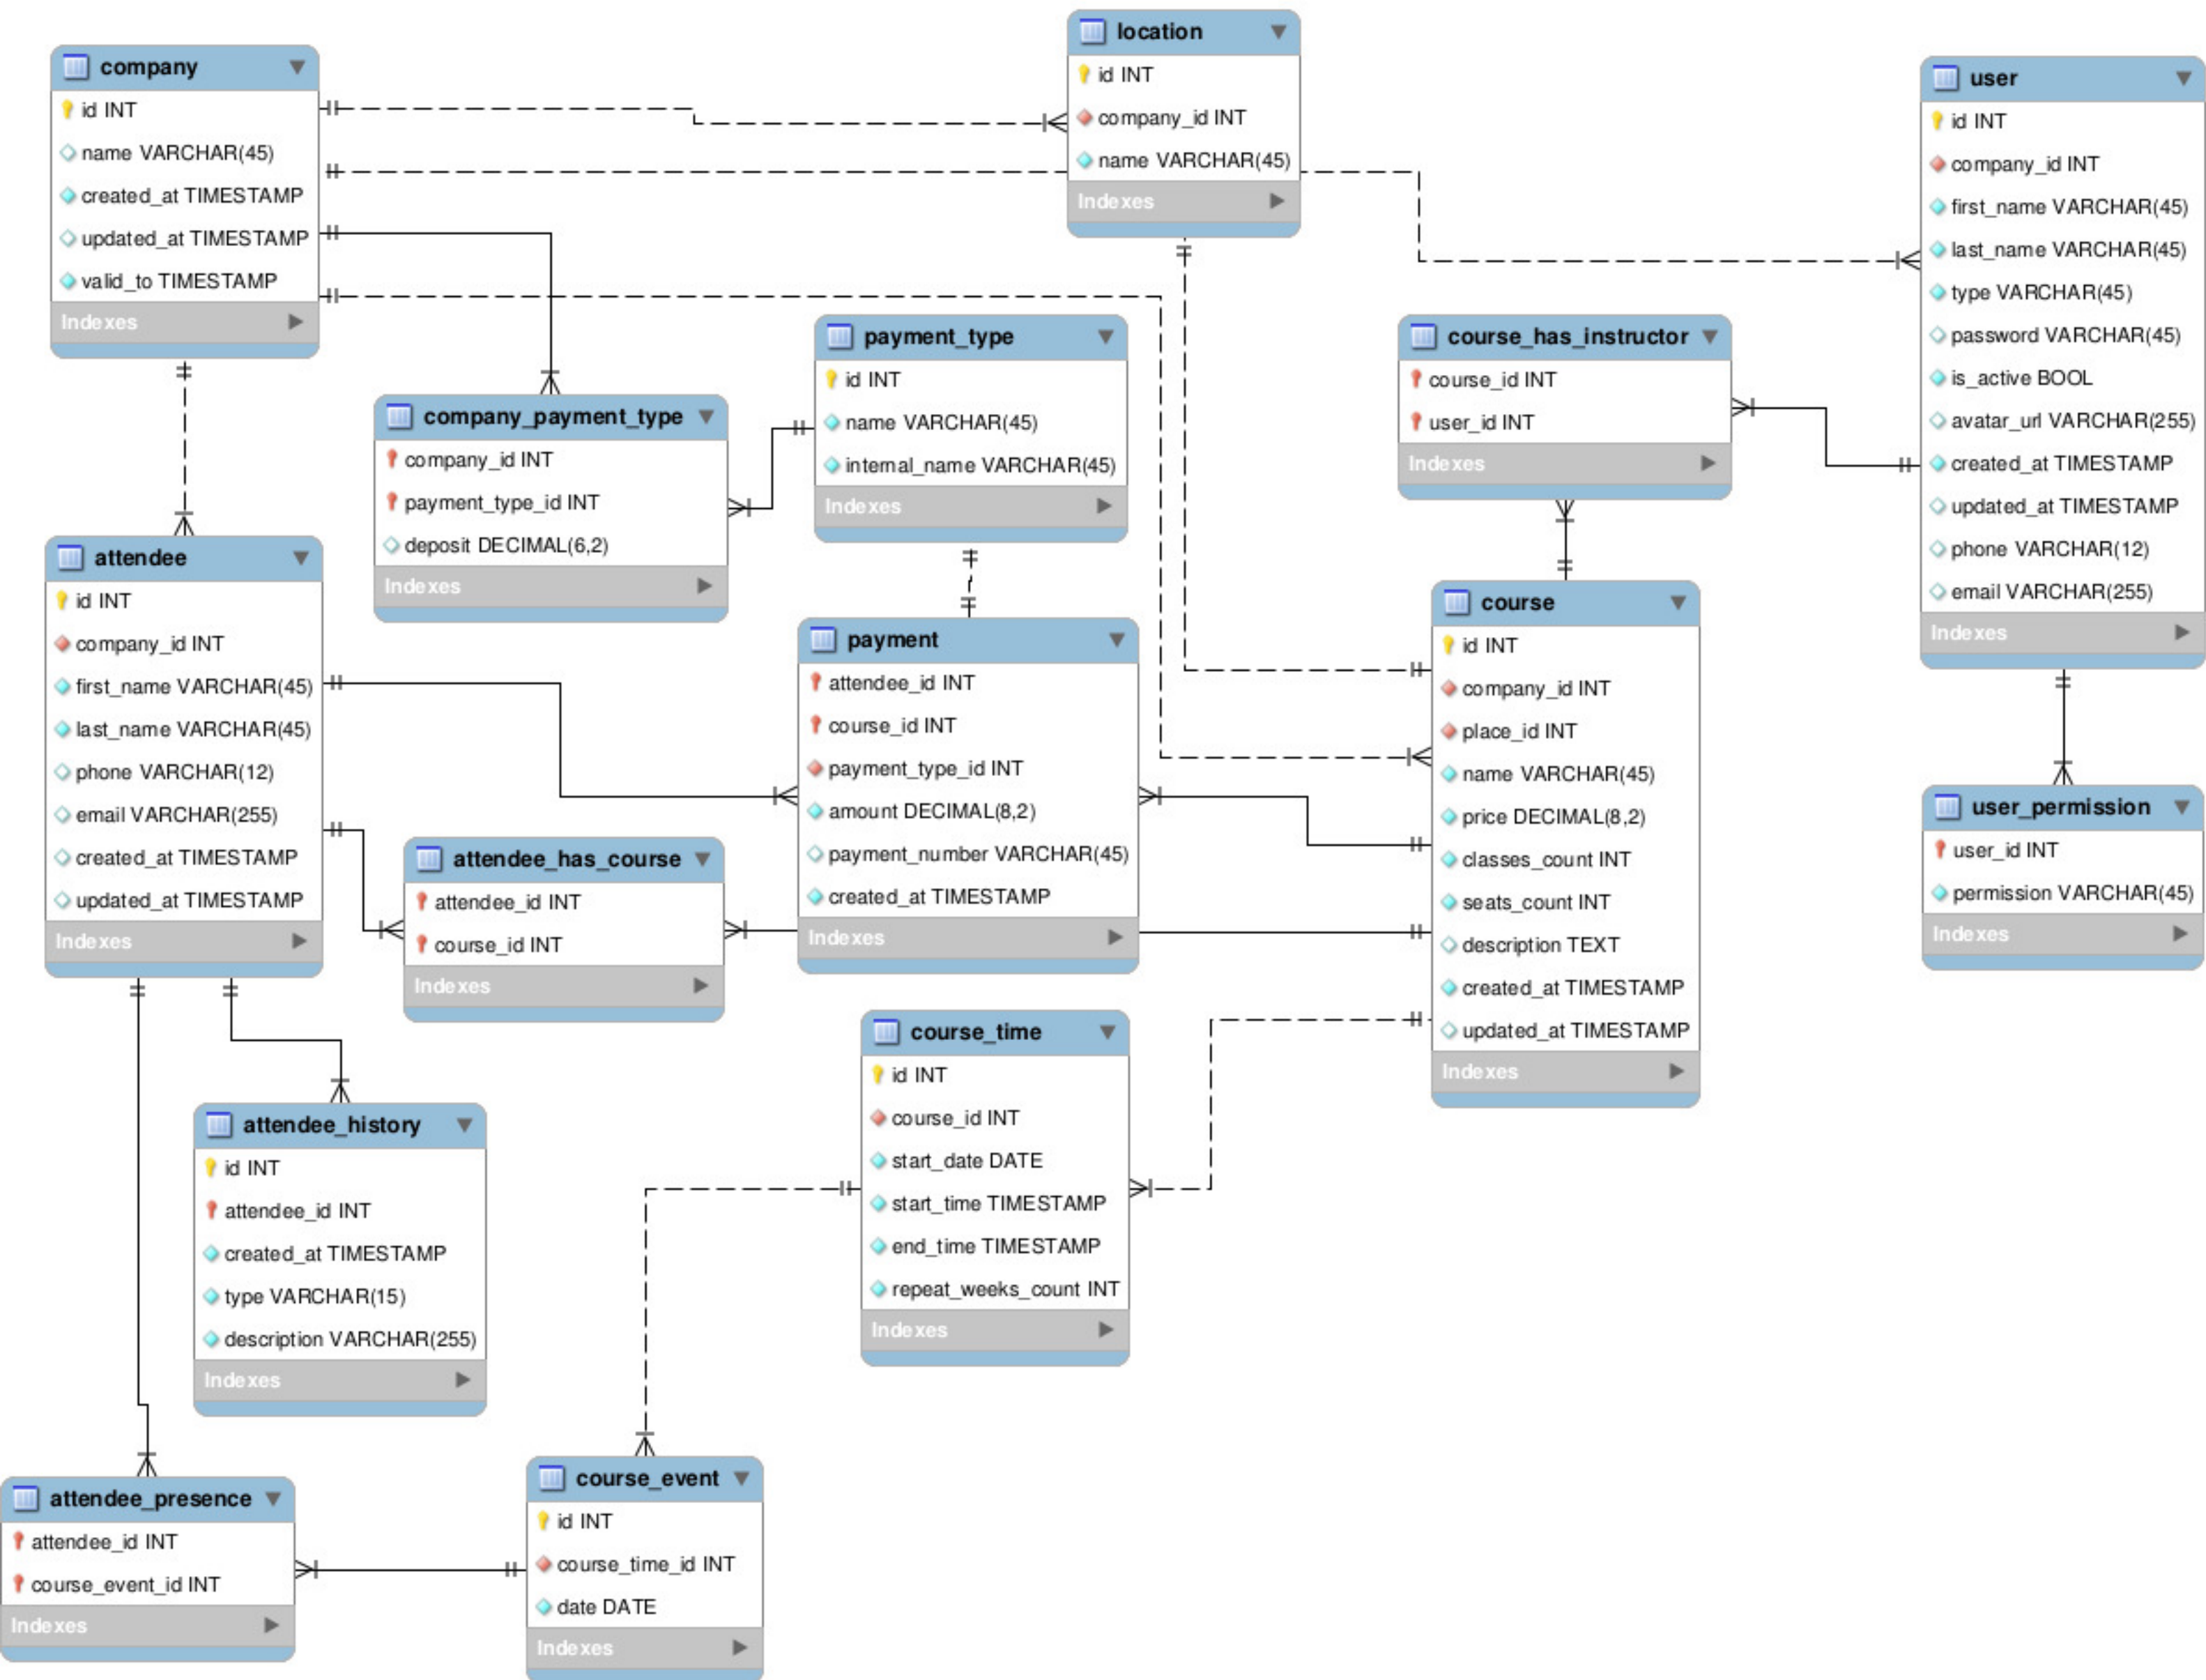 company
id INT
name VARCHAR(45)
created_at TIMESTAMP
updated_at TIMESTAMP
valid_to TIMESTAMP
Indexes
location
id INT
company_id INT
name VARCHAR(45)
Indexes
user
id INT
company_id INT
first_name VARCHAR(45)
last_name VARCHAR(45)
type VARCHAR(45)
password VARCHAR(45)
is_active BOOL
avatar_url VARCHAR(255)
created_at TIMESTAMP
updated_at TIMESTAMP
phone VARCHAR(12)
email VARCHAR(255)
Indexes
company_payment_type
company_id INT
payment_type_id INT
deposit DECIMAL(6,2)
Indexes
payment_type
id INT
name VARCHAR(45)
internal_name VARCHAR(45)
Indexes
course_has_instructor
course_id INT
user_id INT
Indexes
attendee
id INT
company_id INT
first_name VARCHAR(45)
last_name VARCHAR(45)
phone VARCHAR(12)
email VARCHAR(255)
created_at TIMESTAMP
updated_at TIMESTAMP
Indexes
payment
attendee_id INT
course_id INT
payment_type_id INT
amount DECIMAL(8,2)
payment_number VARCHAR(45)
created_at TIMESTAMP
Indexes
course
id INT
company_id INT
place_id INT
name VARCHAR(45)
price DECIMAL(8,2)
classes_count INT
seats_count INT
description TEXT
created_at TIMESTAMP
updated_at TIMESTAMP
Indexes
user_permission
user_id INT
permission VARCHAR(45)
Indexes
attendee_has_course
attendee_id INT
course_id INT
Indexes
course_time
id INT
course_id INT
start_date DATE
start_time TIMESTAMP
end_time TIMESTAMP
repeat_weeks_count INT
Indexes
attendee_history
id INT
attendee_id INT
created_at TIMESTAMP
type VARCHAR(15)
description VARCHAR(255)
Indexes
attendee_presence
attendee_id INT
course_event_id INT
Indexes
course_event
id INT
course_time_id INT
date DATE
Indexes